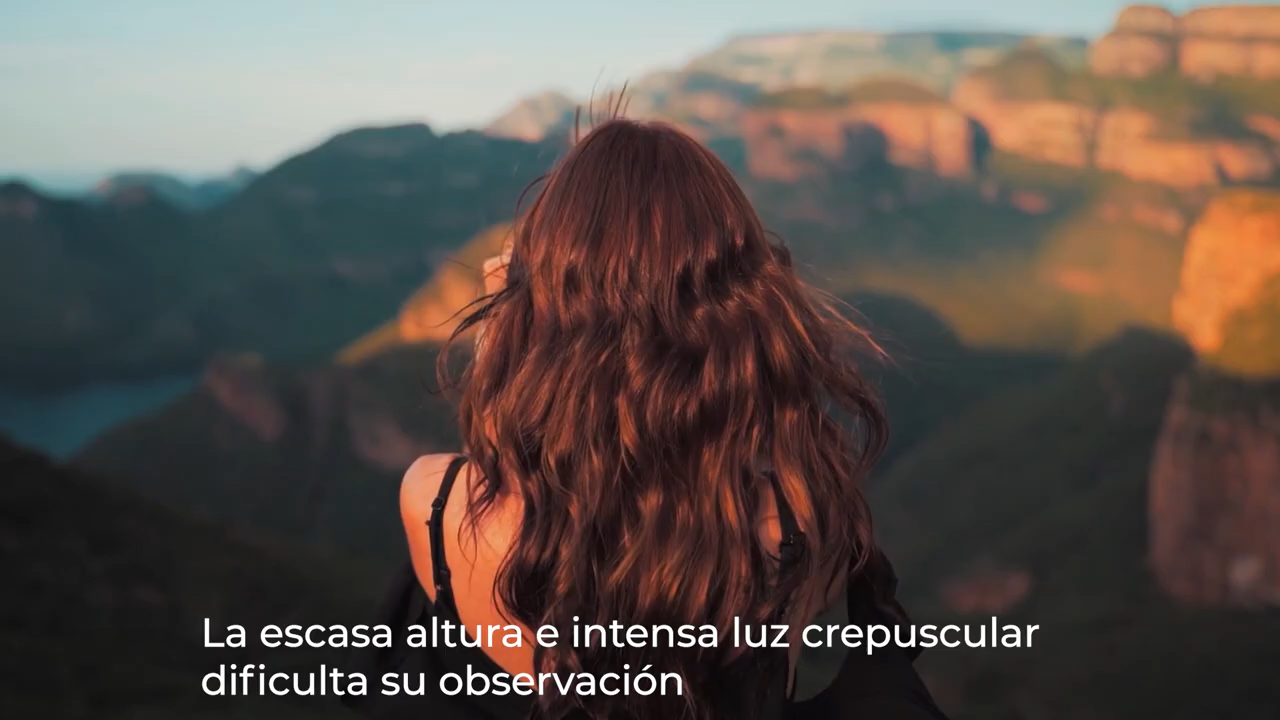 La escasa altura e intensa luz crepuscular
dificulta su observación